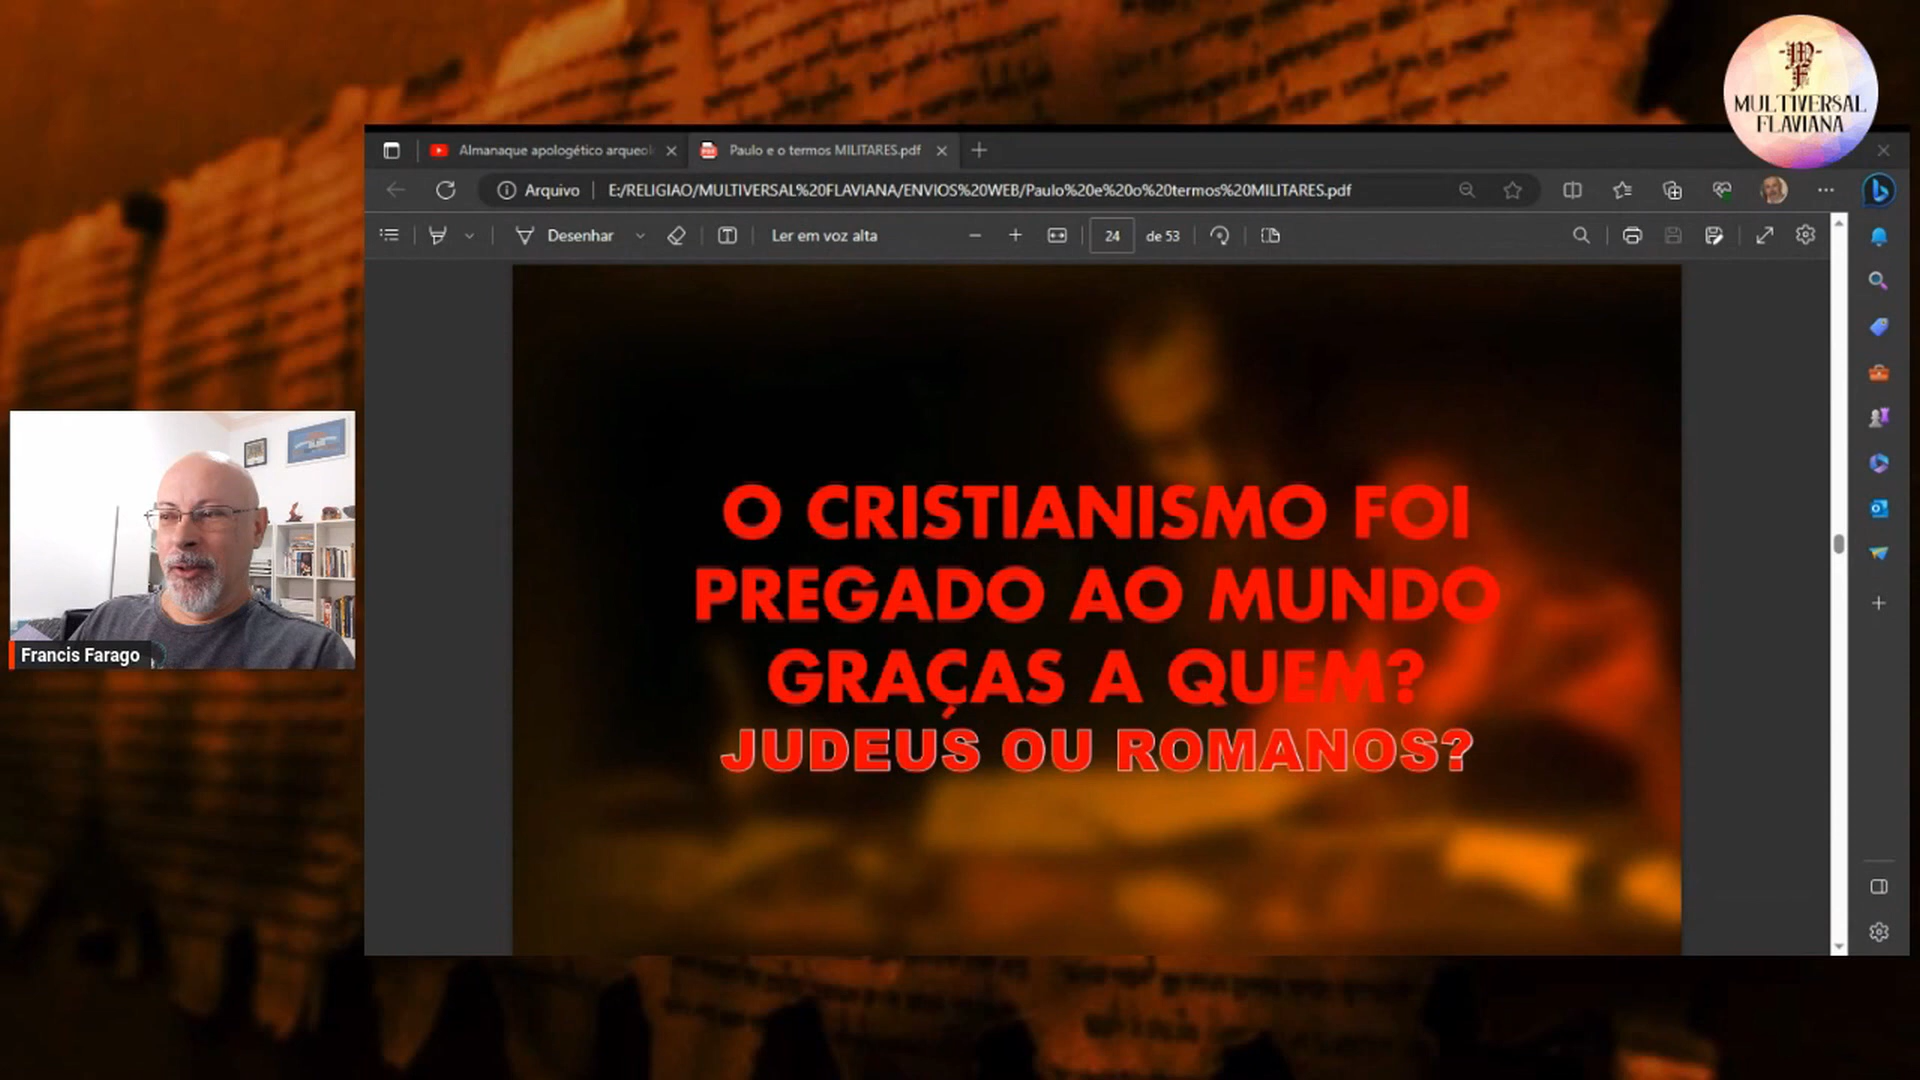 MULTIVERSAL
FLAVIANA
Almanaque apologético arqueol
Paulo e o termos MILITARES.pdf
Arquivo
E:/RELIGIAO/MULTIVERSAL%20FLAVIANA/ENVIOS%20WEB/Paulo%20e%20o%20termos%20MILITARES.pdf
Desenhar
Ler em voz alta
24
de 53
O CRISTIANISMO FOI
PREGADO AO MUNDO
GRAÇAS A QUEM?
JUDEUS OU ROMANOS?
Francis Farago